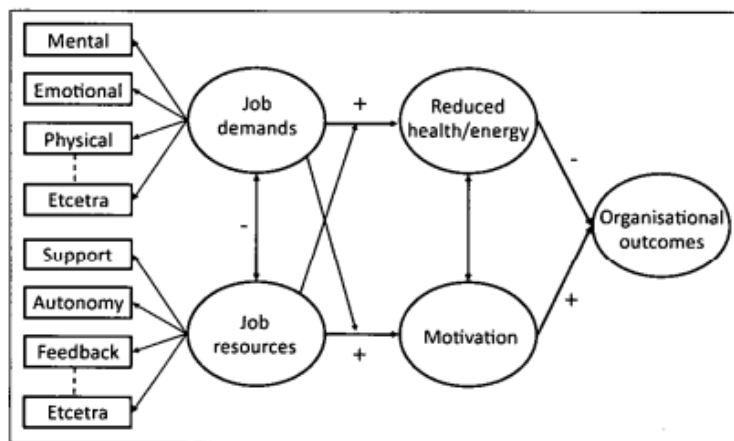 Mental
Emotional
Physical
Etcetra
Support
Autonomy
Feedback
Etcetra
Job
demands
-
Job
resources
+
+
Reduced
health/energy
Motivation
-
+
Organisational
outcomes